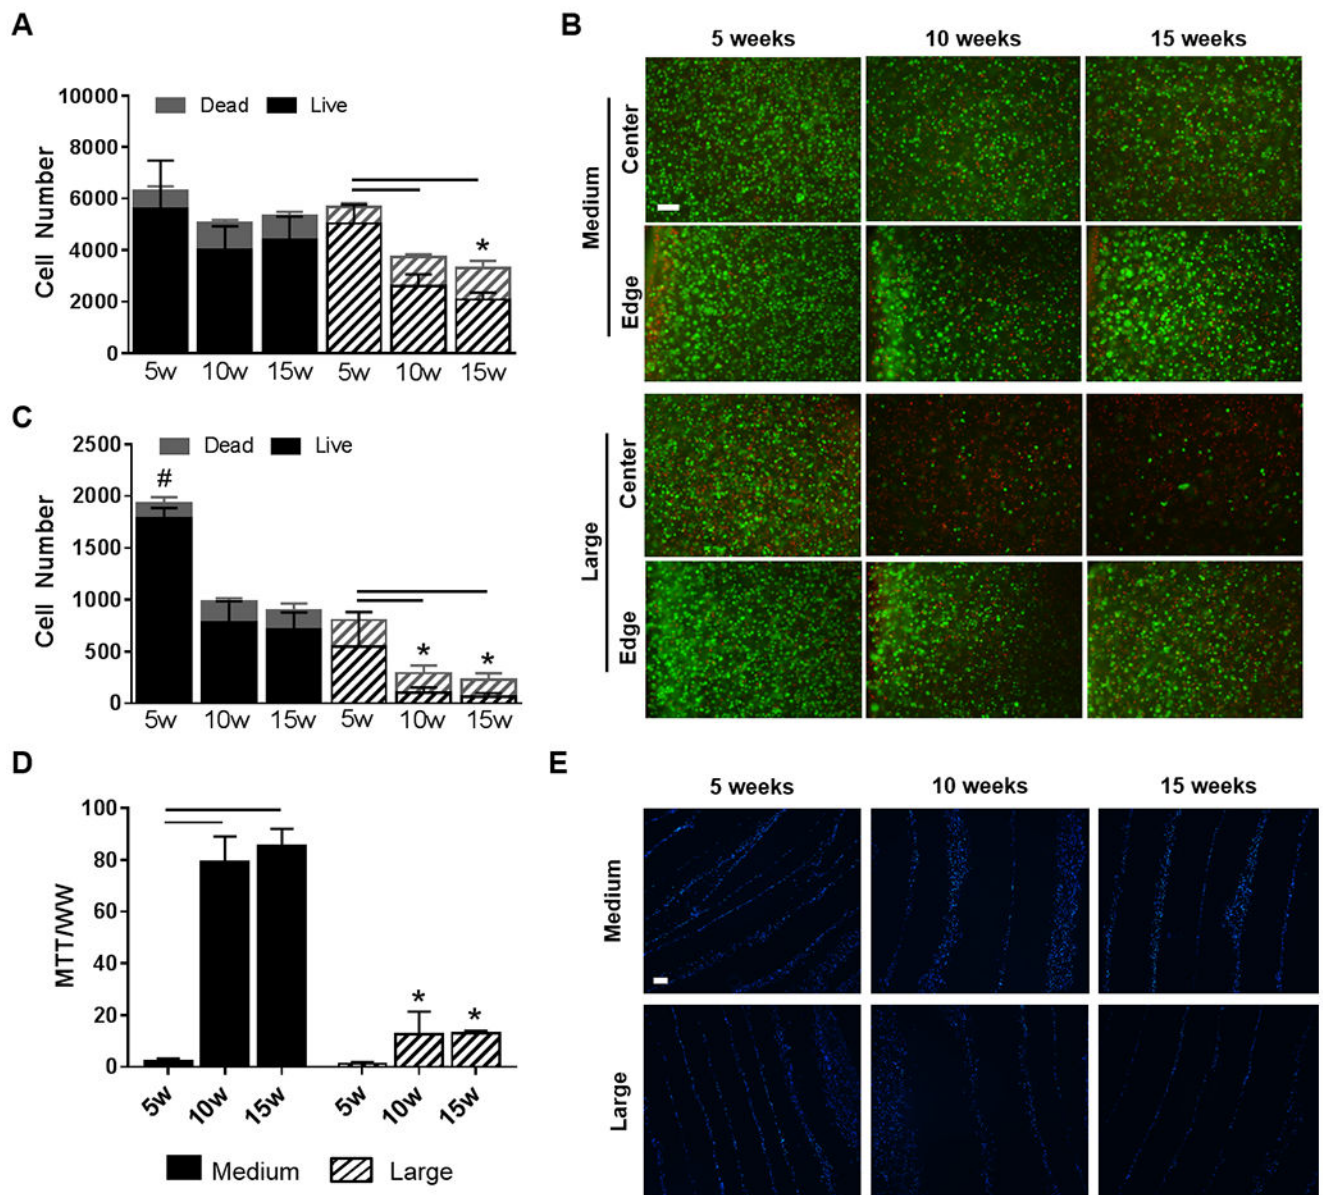 A
10000
8000
6000
4000
2000
0
Cell Number
Dead Live
*
5w 10w 15w 5w 10w 15w
B
5 weeks 10 weeks 15 weeks
Medium
Center
Edge
Large
Center
Edge
C
2500
2000
1500
1000
500
0
Cell Number
Dead Live
#
* *
5w 10w 15w 5w 10w 15w
D
100
80
60
40
20
0
MTT/WW
* *
5w 10w 15w 5w 10w 15w
Medium Large
E
5 weeks 10 weeks 15 weeks
Medium
Large